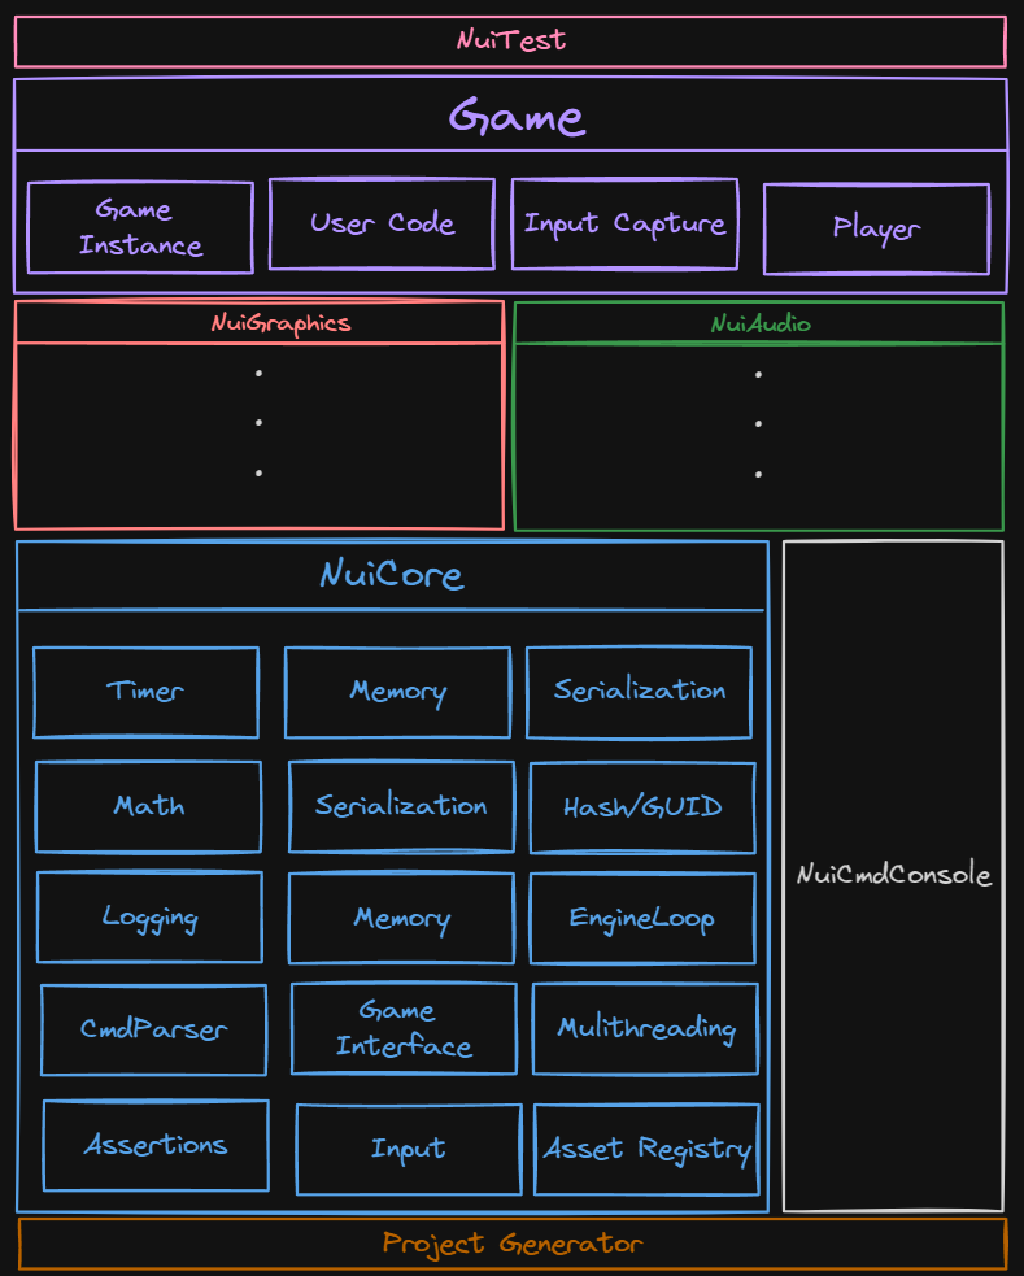 NuiTest
Game
Game
Instance
User Code
Input Capture
Player
NuiGraphics
NuiAudio
NuiCore
Timer
Memory
Serialization
Math
Serialization
Hash/GUID
Logging
Memory
EngineLoop
NuiCmdConsole
CmdParser
Game
Interface
Mulithreading
Assertions
Input
Asset Registry
Project Generator